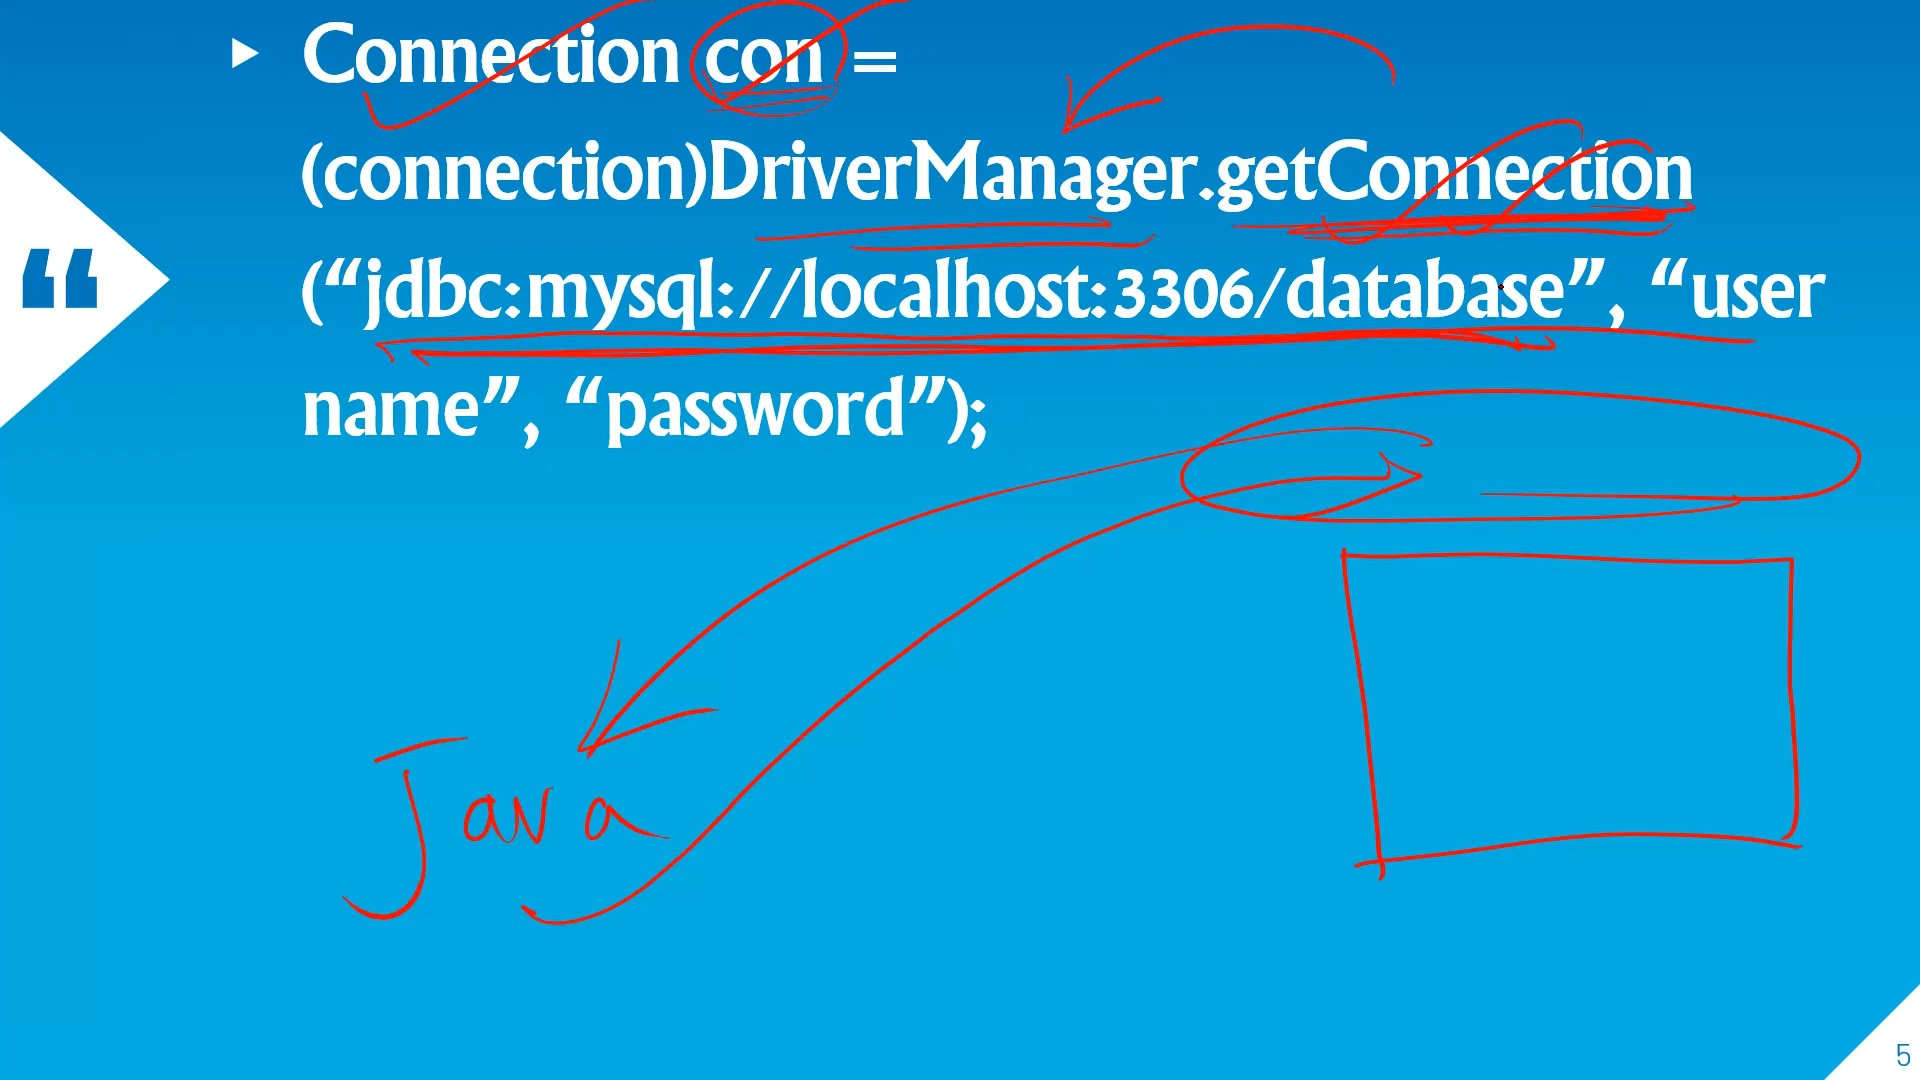 Connection con =
(connection)DriverManager.getConnection
(“jdbc:mysql://localhost:3306/database”, “user
name”, “password”);
Java
5